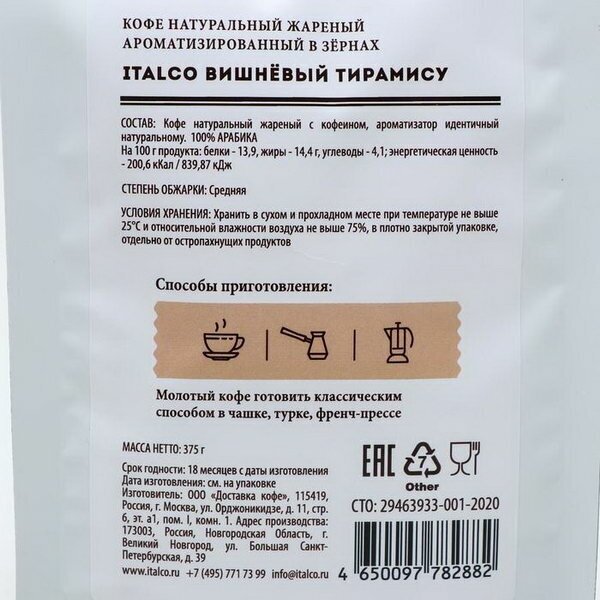 КОФЕ НАТУРАЛЬНЫЙ ЖАРЕНЫЙ
АРОМАТИЗИРОВАННЫЙ В ЗЁРНАХ
ITALCO ВИШНЁВЫЙ ТИРАМИСУ
СОСТАВ: Кофе натуральный жареный с кофеином, ароматизатор идентичный
натуральному. 100% АРАБИКА
На 100 г продукта: белки - 13,9, жиры - 14,4 г, углеводы - 4,1; энергетическая ценность
- 200,6 кКал / 839,87 кДж
СТЕПЕНЬ ОБЖАРКИ: Средняя
УСЛОВИЯ ХРАНЕНИЯ: Хранить в сухом и прохладном месте при температуре не выше
25°С и относительной влажности воздуха не выше 75%, в плотно закрытой упаковке,
отдельно от остропахнущих продуктов
Способы приготовления:
Молотый кофе готовить классическим
способом в чашке, турке, френч-прессе
МАССА НЕТТО: 375 г
Срок годности: 18 месяцев с даты изготовления
Дата изготовления: см. на упаковке
Изготовитель: ООО «Доставка кофе», 115419,
Россия, г. Москва, ул. Орджоникидзе, д. 11, стр.
6, эт. а1, пом. I, комн. 1. Адрес производства:
173003, Россия, Новгородская Область, г.
Великий Новгород, ул. Большая Санкт-
Петербургская, д. 39
www.italco.ru +7 (495) 771 73 99 info@italco.ru
EAC 7
Other
СТО: 29463933-001-2020
4 650097 782882